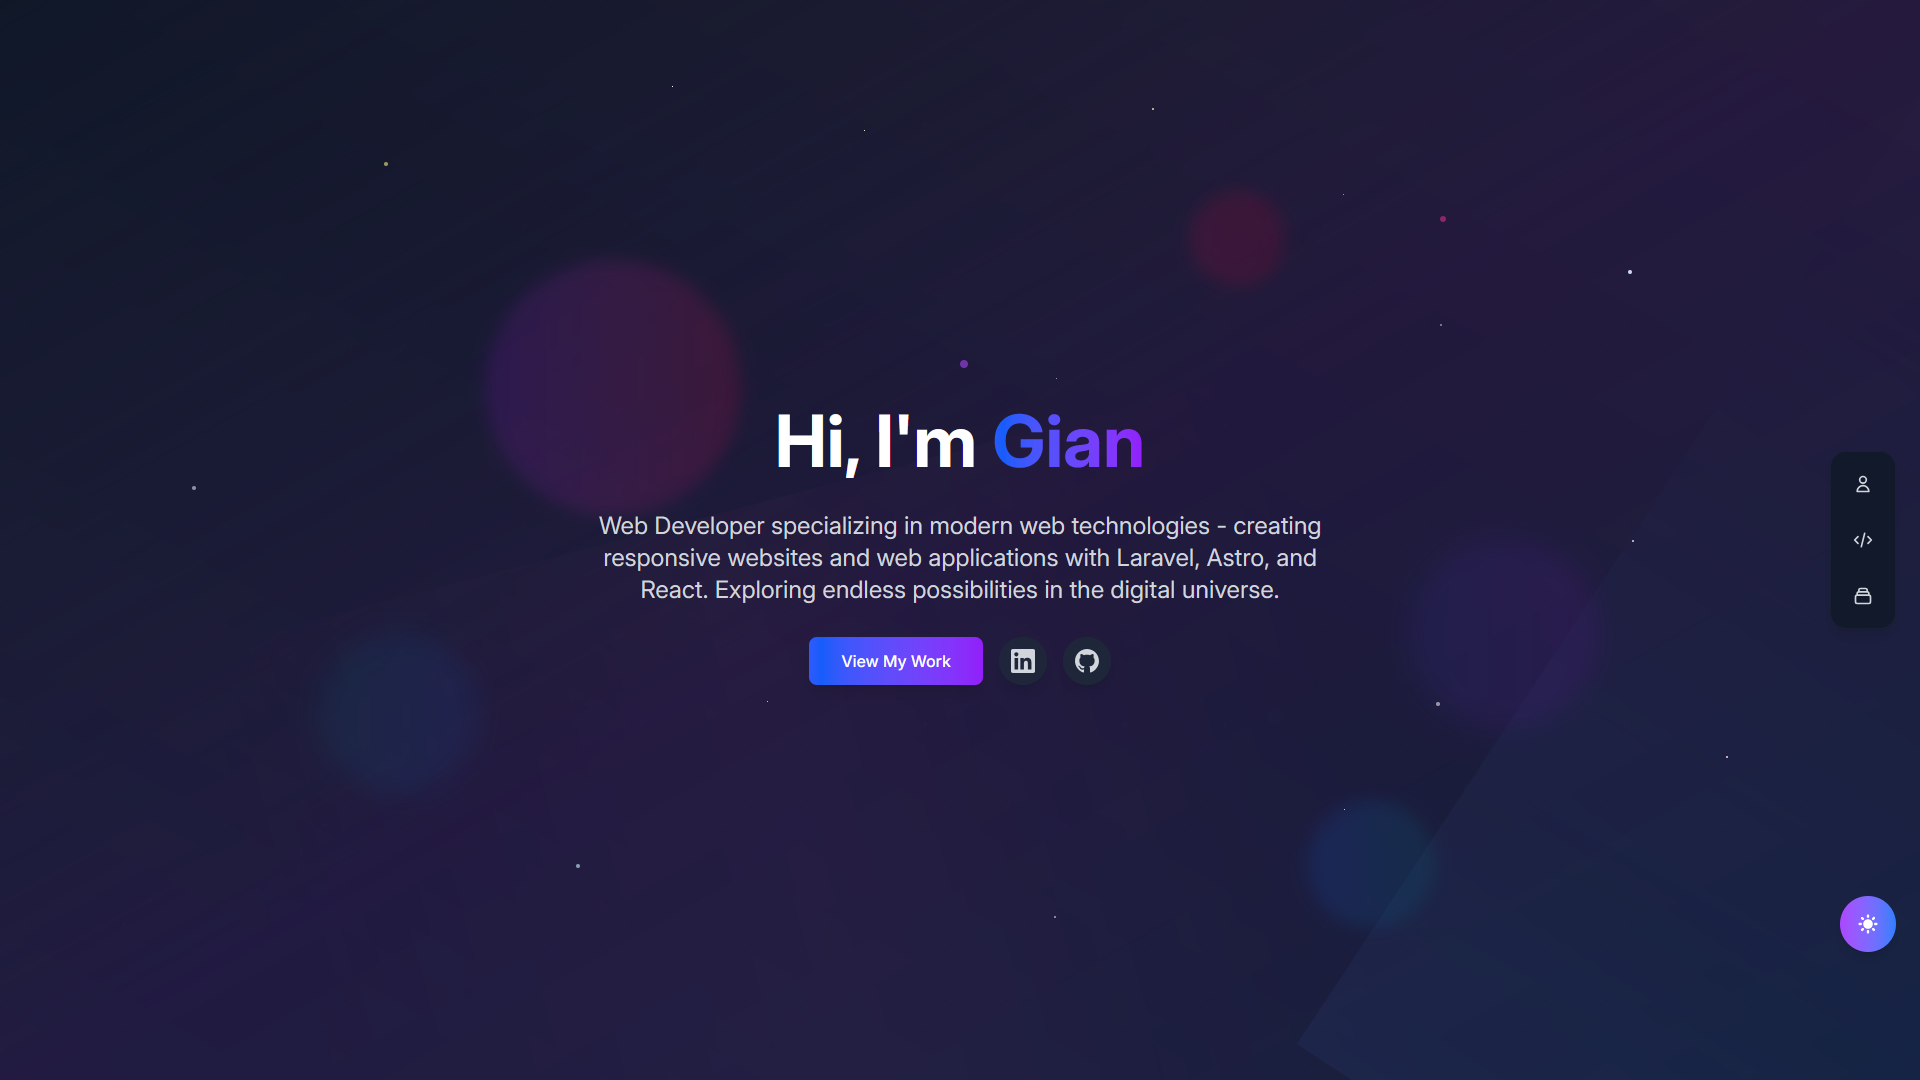 Hi, I'm Gian
Web Developer specializing in modern web technologies - creating
responsive websites and web applications with Laravel, Astro, and
React. Exploring endless possibilities in the digital universe.
View My Work